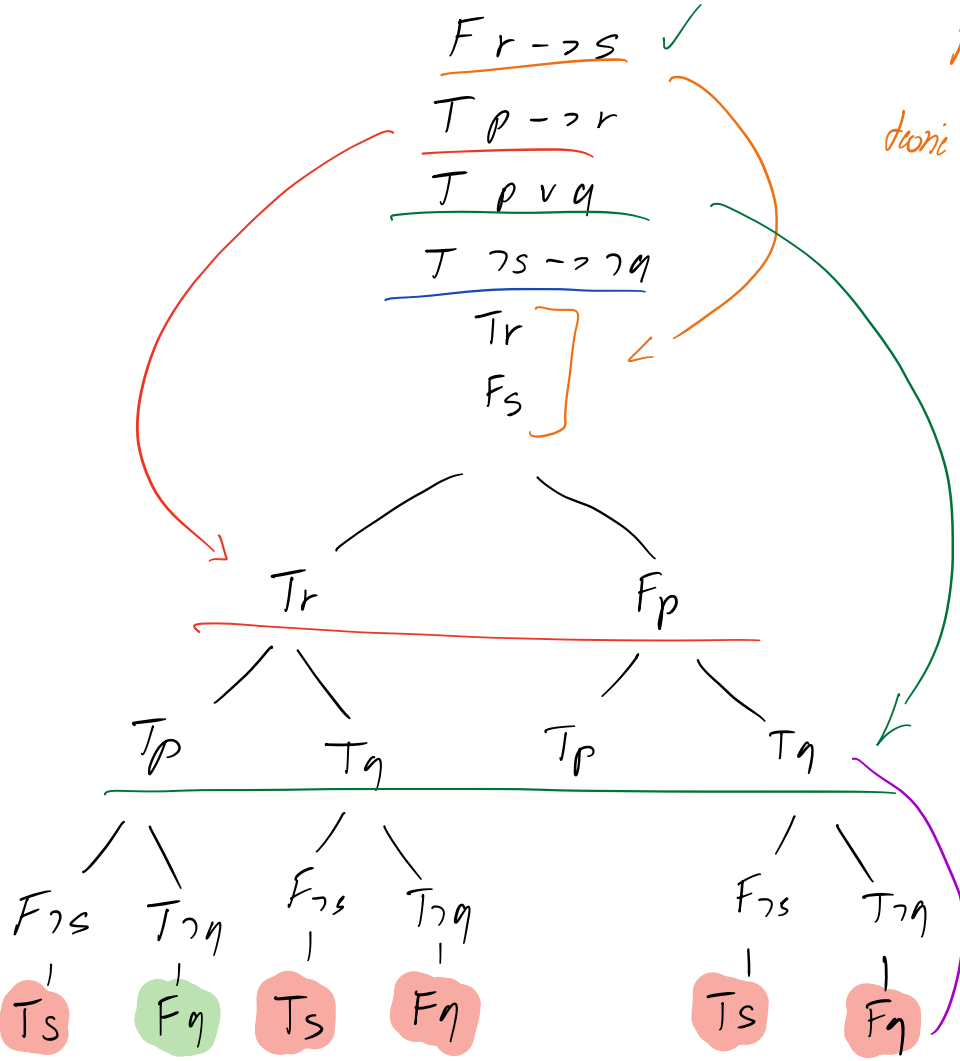 F r -> s
T p -> r
T p v q
T ¬s -> ¬q
Tr
Fs
Tr Fp
Tp Tq Tp Tq
F¬s T¬q F¬s T¬q F¬s T¬q
Ts Fq Ts Fq Ts Fq